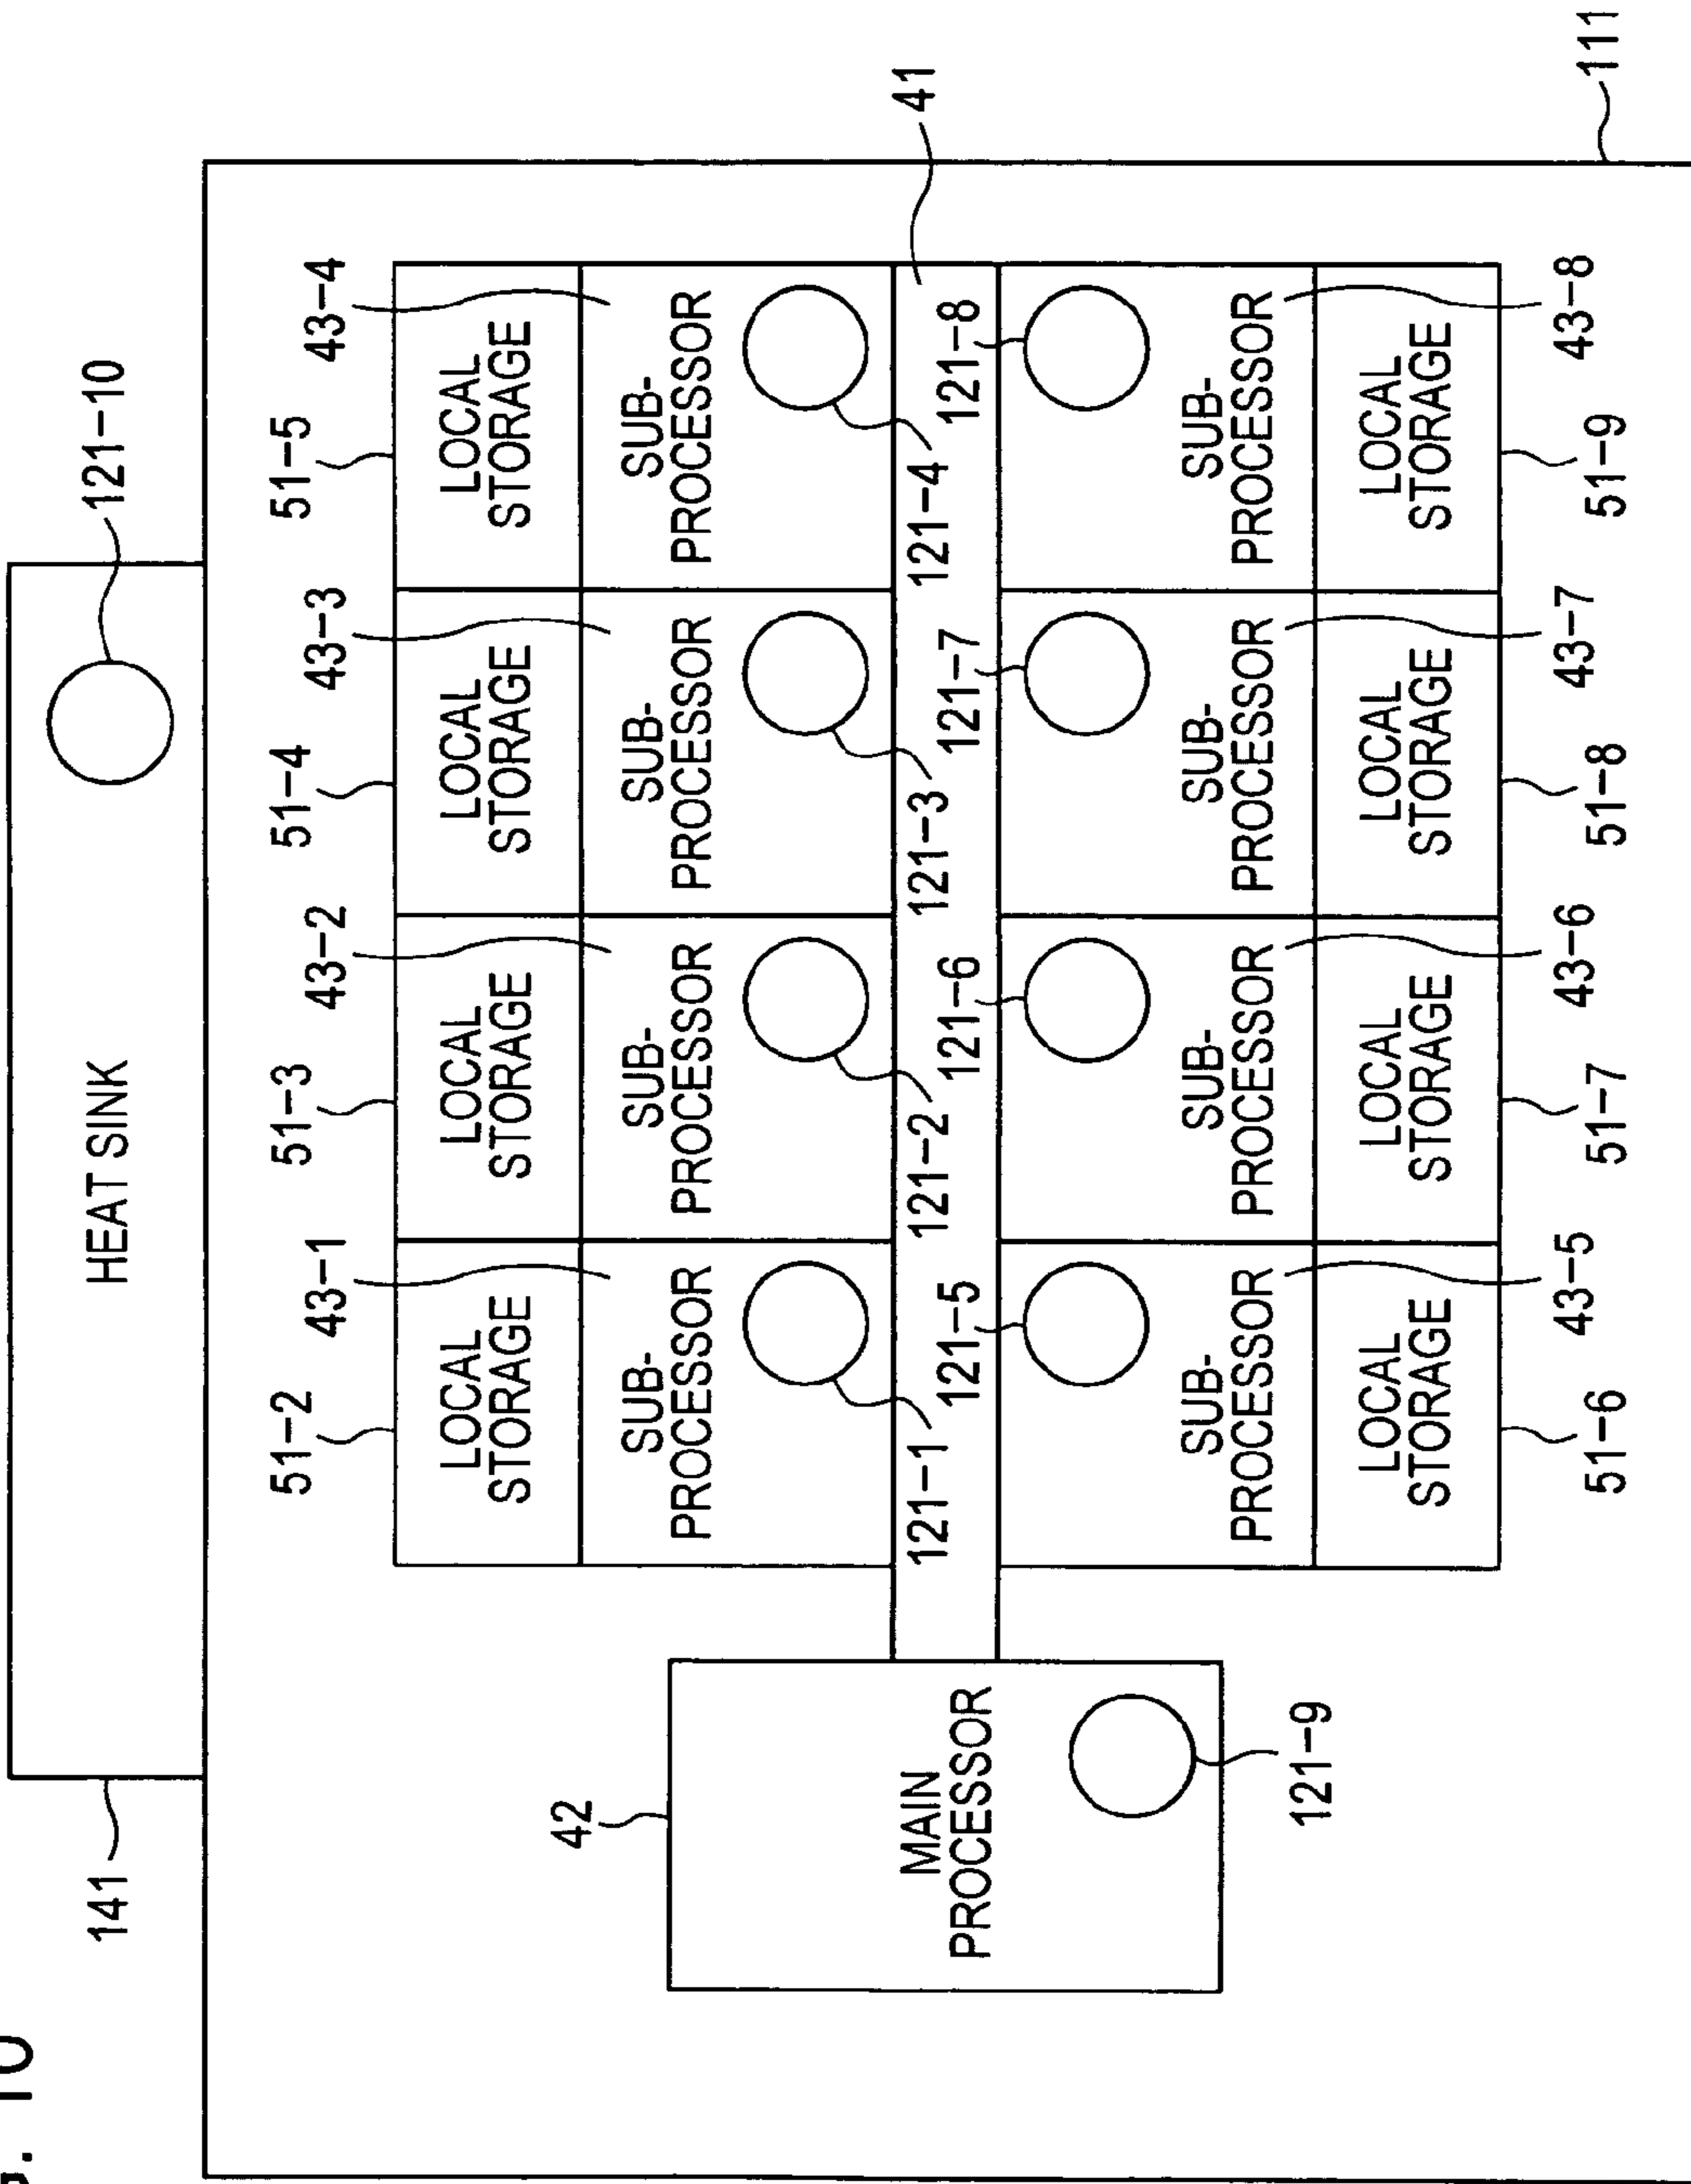 G. 10
141
HEAT SINK
121-10
51-2
43-1
51-3
43-2
51-4
43-3
51-5
43-4
LOCAL
STORAGE
LOCAL
STORAGE
LOCAL
STORAGE
LOCAL
STORAGE
SUB-
PROCESSOR
SUB-
PROCESSOR
SUB-
PROCESSOR
SUB-
PROCESSOR
42
MAIN
PROCESSOR
121-9
121-1
121-5
121-2
121-6
121-3
121-7
121-4
121-8
41
SUB-
PROCESSOR
SUB-
PROCESSOR
SUB-
PROCESSOR
SUB-
PROCESSOR
LOCAL
STORAGE
LOCAL
STORAGE
LOCAL
STORAGE
LOCAL
STORAGE
51-6
43-5
51-7
43-6
51-8
43-7
51-9
43-8
111